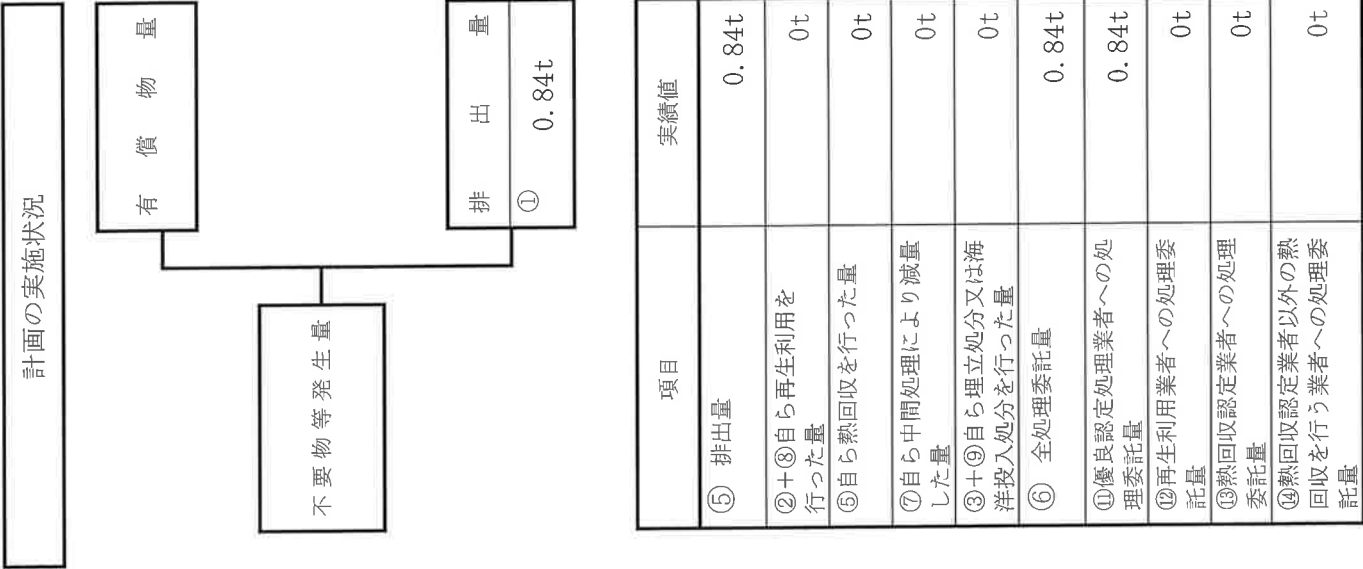 計画の実施状況
有償物量
不要物等発生量
排出量
① 0.84t
項目 実績値
⑤ 排出量 0.84t
②+⑧自ら再生利用を
行った量 0t
⑤自ら熱回収を行った量 0t
⑦自ら中間処理により減量
した量 0t
③+⑨自ら埋立処分又は海
洋投入処分を行った量 0t
⑥ 全処理委託量 0.84t
⑪優良認定処理業者への処
理委託量 0.84t
⑫再生利用業者への処理委
託量 0t
⑬熱回収認定業者への処理
委託量 0t
⑭熱回収認定業者以外の熱
回収を行う業者への処理委
託量 0t